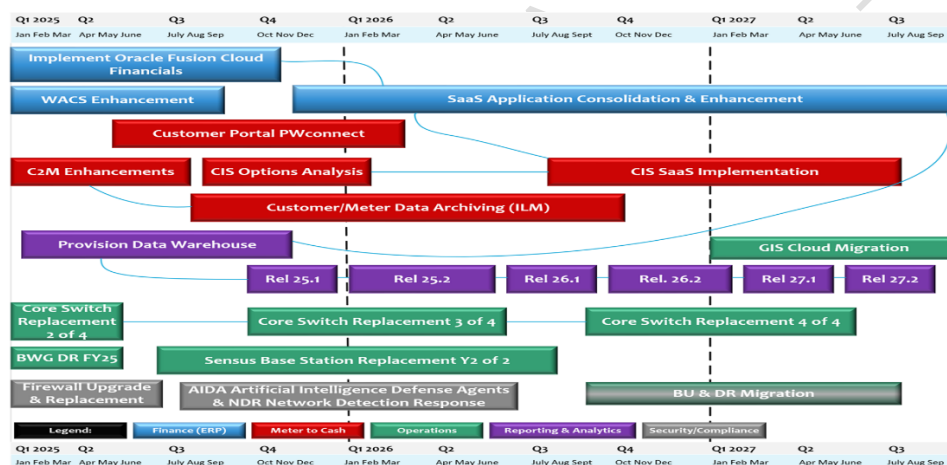 Q1 2025 Q2 Q3 Q4 Q1 2026 Q2 Q3 Q4 Q1 2027 Q2 Q3
Jan Feb Mar Apr May June July Aug Sep Oct Nov Dec Jan Feb Mar Apr May June July Aug Sept Oct Nov Dec Jan Feb Mar Apr May June July Aug Sep
Implement Oracle Fusion Cloud
Financials
WACS Enhancement
SaaS Application Consolidation & Enhancement
Customer Portal PWconnect
C2M Enhancements
CIS Options Analysis
CIS SaaS Implementation
Customer/Meter Data Archiving (ILM)
Provision Data Warehouse
GIS Cloud Migration
Rel 25.1
Rel 25.2
Rel 26.1
Rel. 26.2
Rel 27.1
Rel 27.2
Core Switch
Replacement
2 of 4
Core Switch Replacement 3 of 4
Core Switch Replacement 4 of 4
BWG DR FY25
Sensus Base Station Replacement Y2 of 2
Firewall Upgrade
& Replacement
AIDA Artificial Intelligence Defense Agents
& NDR Network Detection Response
BU & DR Migration
Legend:
Finance (ERP)
Meter to Cash
Operations
Reporting & Analytics
Security/Compliance
Q1 2025 Q2 Q3 Q4 Q1 2026 Q2 Q3 Q4 Q1 2027 Q2 Q3
Jan Feb Mar Apr May June July Aug Sep Oct Nov Dec Jan Feb Mar Apr May June July Aug Sept Oct Nov Dec Jan Feb Mar Apr May June July Aug Sep